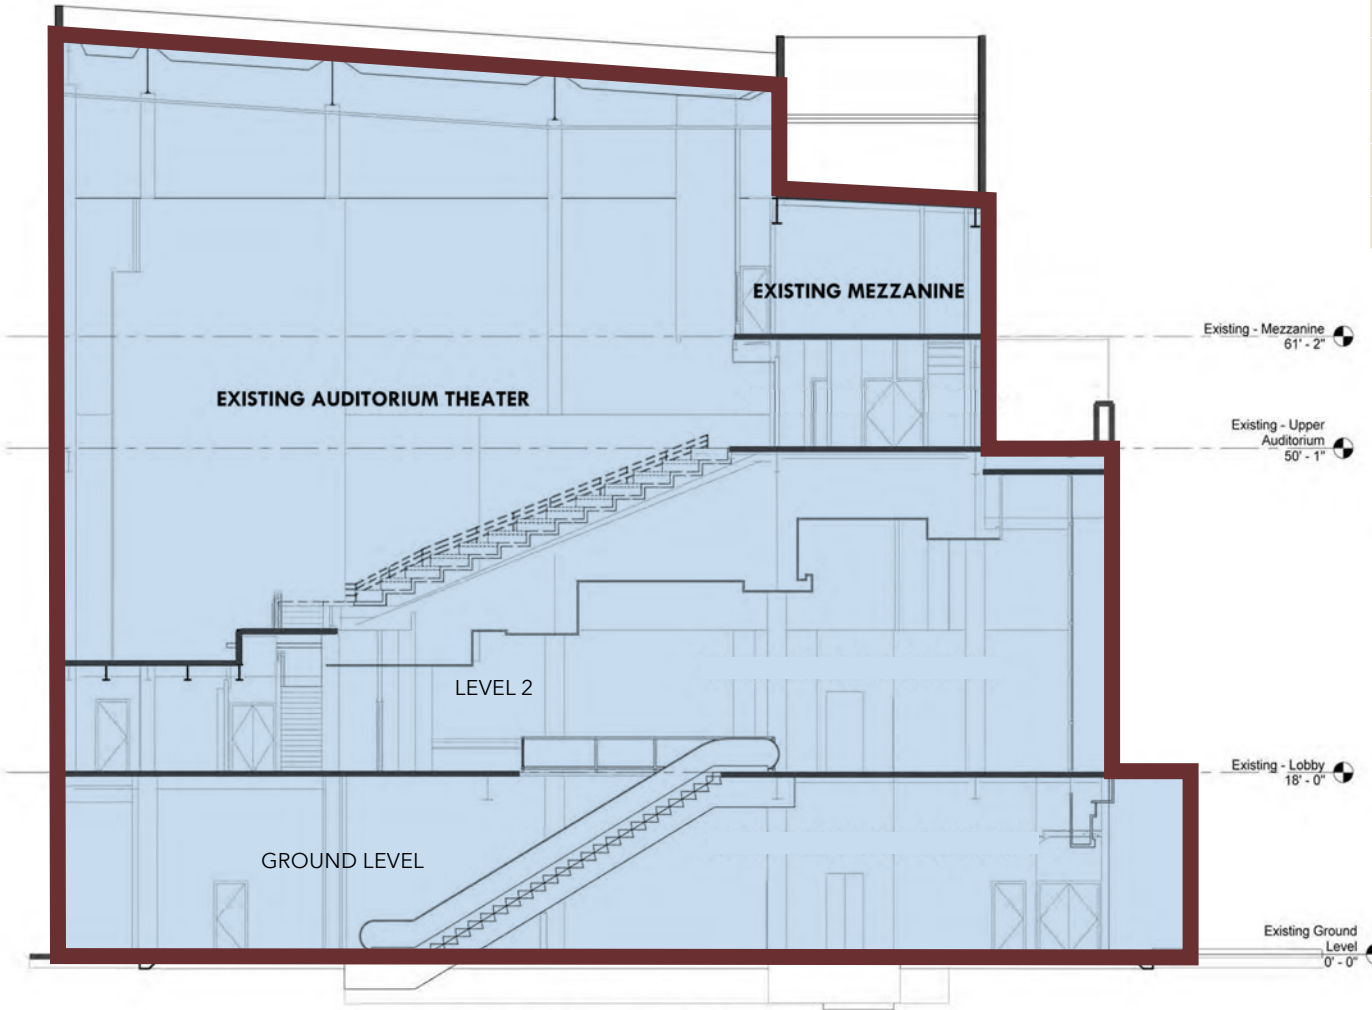 EXISTING MEZZANINE
Existing - Mezzanine
61' - 2"
EXISTING AUDITORIUM THEATER
Existing - Upper
Auditorium
50' - 1"
LEVEL 2
Existing - Lobby
18' - 0"
GROUND LEVEL
Existing Ground
Level
0' - 0"